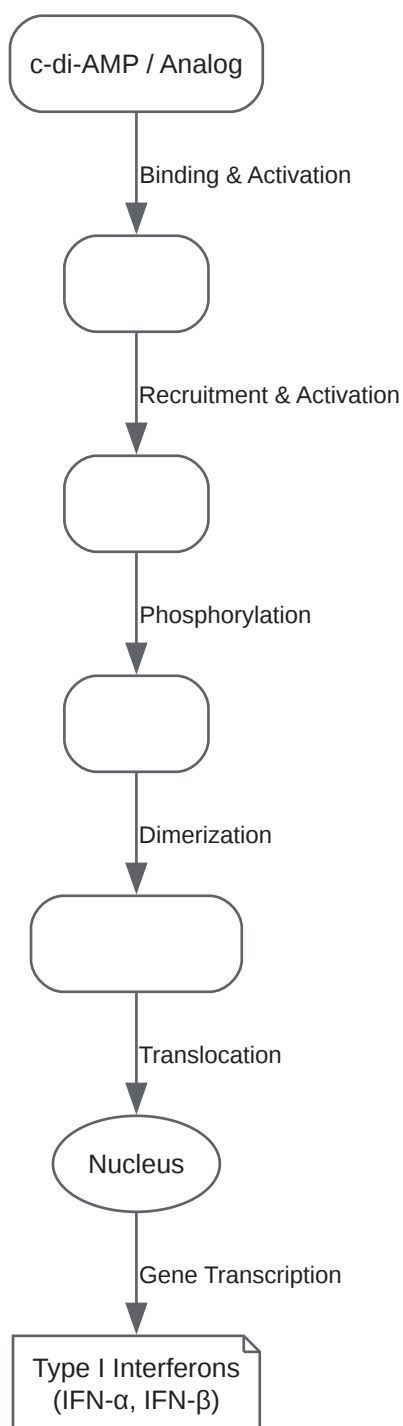 c-di-AMP / Analog
Binding & Activation
Recruitment & Activation
Phosphorylation
Dimerization
Translocation
Nucleus
Gene Transcription
Type I Interferons
(IFN-α, IFN-β)